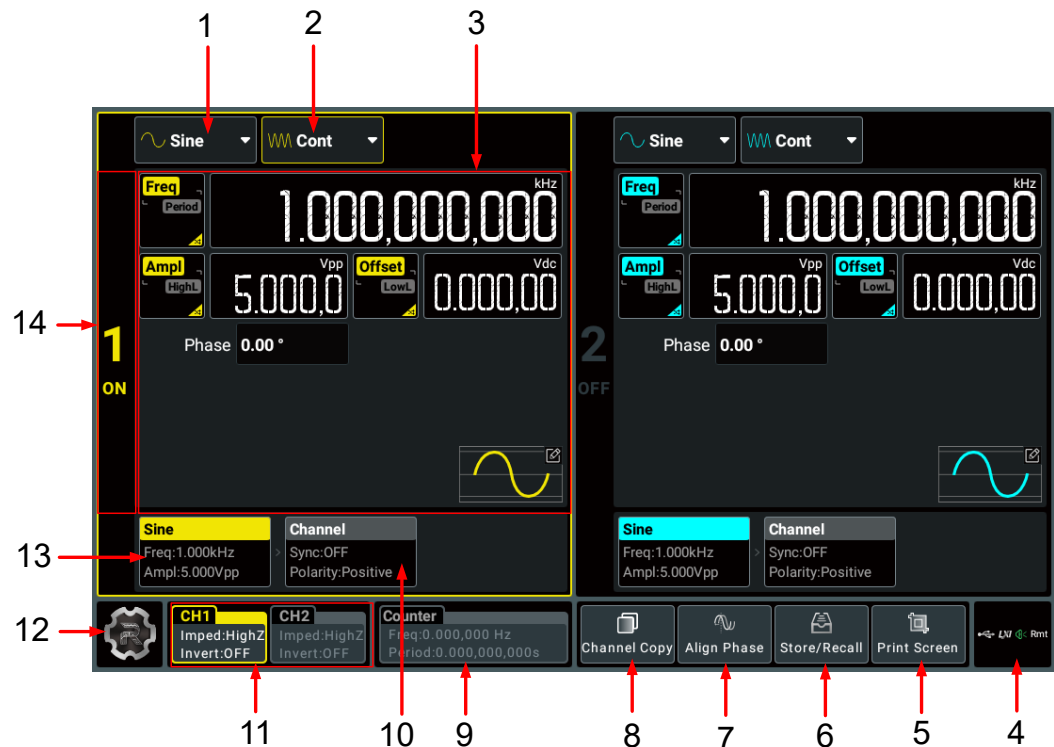 1 2 3
Sine Cont Sine Cont
Freq kHz Freq kHz
Period 1.000,000,000 Period 1.000,000,000
Ampl Vpp Offset Vdc Ampl Vpp Offset Vdc
HighL 5.000,0 LowL 0.000,00 HighL 5.000,0 LowL 0.000,00
14
1 Phase 0.00 ° 2 Phase 0.00 °
ON OFF
Sine Channel Sine Channel
13 Freq:1.000kHz > Sync:OFF Freq:1.000kHz > Sync:OFF
Ampl:5.000Vpp Polarity:Positive Ampl:5.000Vpp Polarity:Positive
CH1 CH2 Counter
12 R Imped:HighZ Imped:HighZ Freq:0.000,000 Hz LXI Rmt
Invert:OFF Invert:OFF Period:0.000,000,000s Channel Copy Align Phase Store/Recall Print Screen
11 10 9 8 7 6 5 4